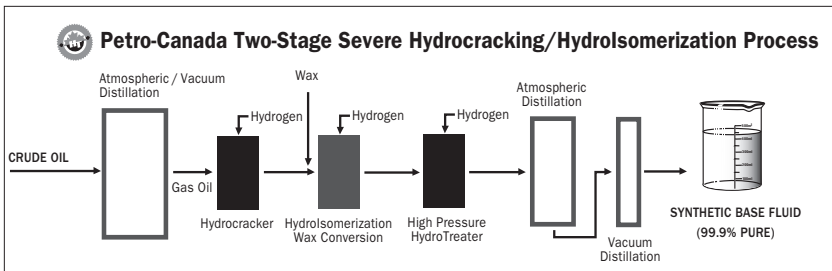 Petro-Canada Two-Stage Severe Hydrocracking/HydroIsomerization Process
Atmospheric / Vacuum
Distillation
Wax
Atmospheric
Distillation
Hydrogen
Hydrogen
Hydrogen
CRUDE OIL
Gas Oil
Hydrocracker
HydroIsomerization
Wax Conversion
High Pressure
HydroTreater
Vacuum
Distillation
SYNTHETIC BASE FLUID
(99.9% PURE)